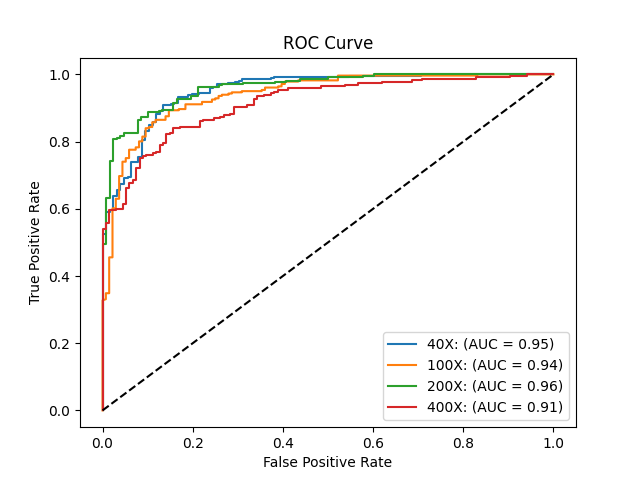 ROC Curve
True Positive Rate
1.0
0.8
0.6
0.4
0.2
0.0
40X: (AUC = 0.95)
100X: (AUC = 0.94)
200X: (AUC = 0.96)
400X: (AUC = 0.91)
0.0 0.2 0.4 0.6 0.8 1.0
False Positive Rate